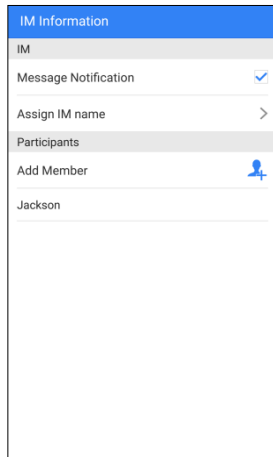 IM Information
IM
Message Notification
Assign IM name
Participants
Add Member
Jackson